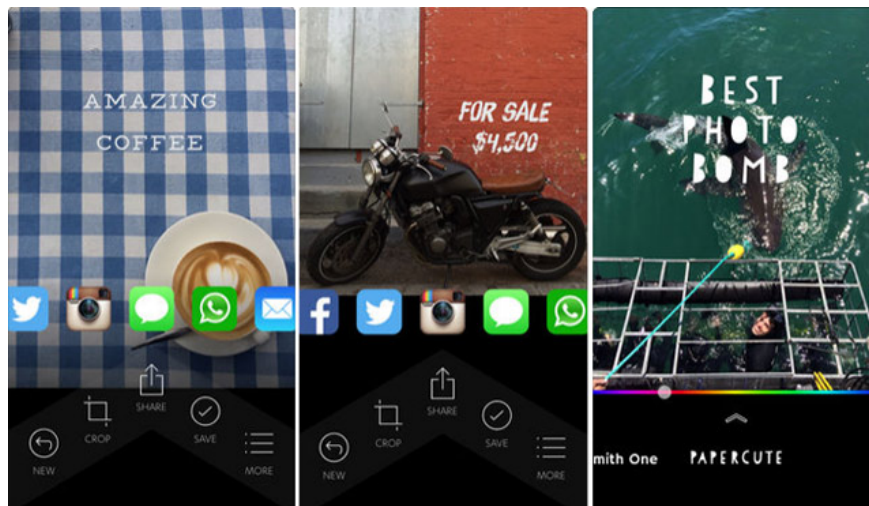 AMAZING
COFFEE
SHARE
CROP
SAVE
NEW
MORE
FOR SALE
$4,500
SHARE
CROP
SAVE
NEW
MORE
BEST
PHOTO
BOMB
mith One
PAPERCUTE